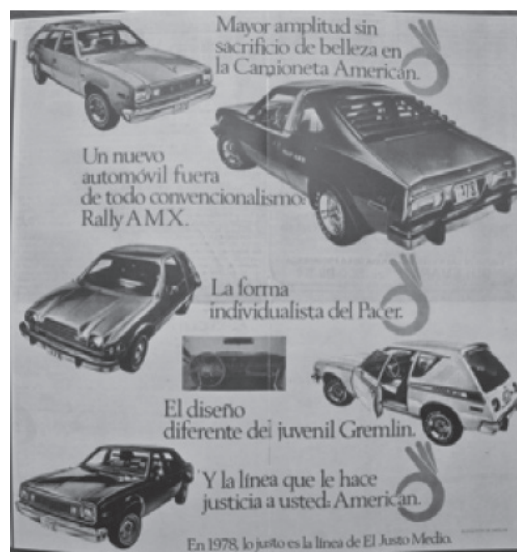 Mayor amplitud sin
sacrificio de belleza en
la Camioneta American.
Un nuevo
automóvil fuera
de todo convencionalismo:
Rally AMX.
La forma
individualista del Pacer.
El diseño
diferente del juvenil Gremlin.
Y la línea que le hace
justicia a usted: American.
En 1978, lo justo es la línea de El Justo Medio.